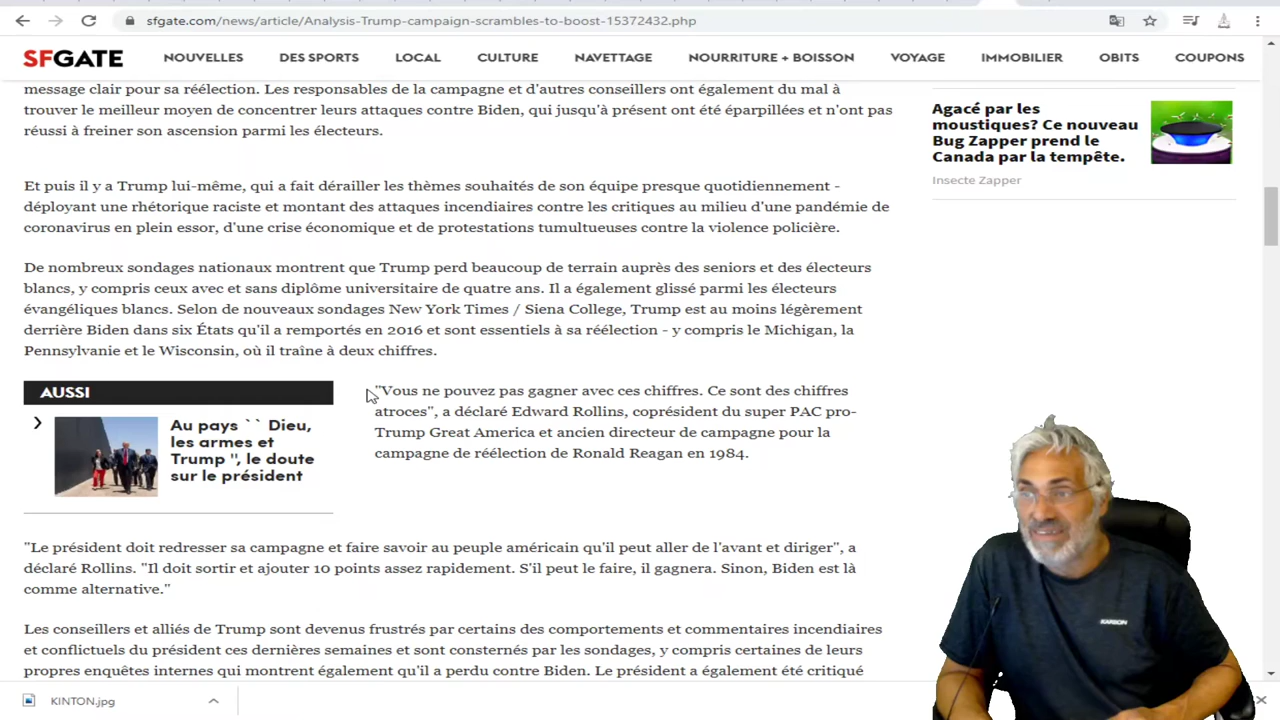 sfgate.com/news/article/Analysis-Trump-campaign-scrambles-to-boost-15372432.php
SFGATE
NOUVELLES
DES SPORTS
LOCAL
CULTURE
NAVETTAGE
NOURRITURE + BOISSON
VOYAGE
IMMOBILIER
OBITS
COUPONS
message clair pour sa réélection. Les responsables de la campagne et d'autres conseillers ont également du mal à
trouver le meilleur moyen de concentrer leurs attaques contre Biden, qui jusqu'à présent ont été éparpillées et n'ont pas
réussi à freiner son ascension parmi les électeurs.
Et puis il y a Trump lui-même, qui a fait dérailler les thèmes souhaités de son équipe presque quotidiennement -
déployant une rhétorique raciste et montant des attaques incendiaires contre les critiques au milieu d'une pandémie de
coronavirus en plein essor, d'une crise économique et de protestations tumultueuses contre la violence policière.
De nombreux sondages nationaux montrent que Trump perd beaucoup de terrain auprès des seniors et des électeurs
blancs, y compris ceux avec et sans diplôme universitaire de quatre ans. Il a également glissé parmi les électeurs
évangéliques blancs. Selon de nouveaux sondages New York Times / Siena College, Trump est au moins légèrement
derrière Biden dans six États qu'il a remportés en 2016 et sont essentiels à sa réélection - y compris le Michigan, la
Pennsylvanie et le Wisconsin, où il traîne à deux chiffres.
AUSSI
Au pays `` Dieu,
les armes et
Trump '', le doute
sur le président
"Vous ne pouvez pas gagner avec ces chiffres. Ce sont des chiffres
atroces", a déclaré Edward Rollins, coprésident du super PAC pro-
Trump Great America et ancien directeur de campagne pour la
campagne de réélection de Ronald Reagan en 1984.
"Le président doit redresser sa campagne et faire savoir au peuple américain qu'il peut aller de l'avant et diriger", a
déclaré Rollins. "Il doit sortir et ajouter 10 points assez rapidement. S'il peut le faire, il gagnera. Sinon, Biden est là
comme alternative."
Les conseillers et alliés de Trump sont devenus frustrés par certains des comportements et commentaires incendiaires
et conflictuels du président ces dernières semaines et sont consternés par les sondages, y compris certaines de leurs
propres enquêtes internes qui montrent également qu'il a perdu contre Biden. Le président a également été critiqué
Agacé par les
moustiques? Ce nouveau
Bug Zapper prend le
Canada par la tempête.
Insecte Zapper
KARBON
KINTON.jpg